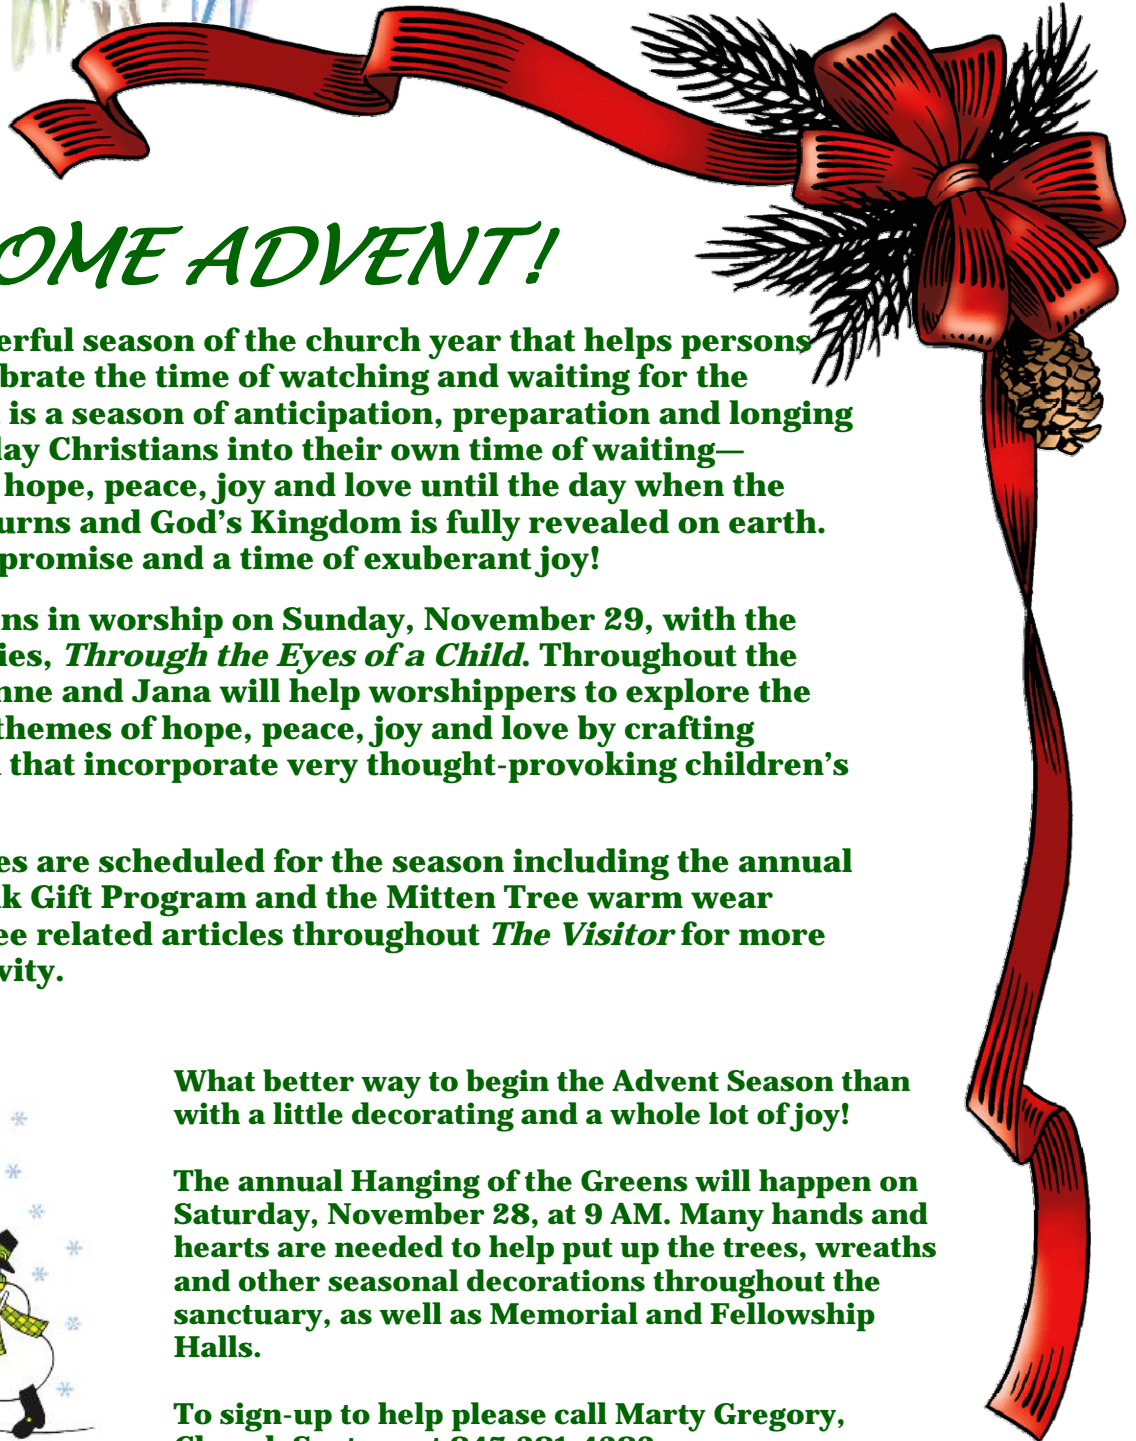 OME ADVENT!
erful season of the church year that helps persons
brate the time of watching and waiting for the
is a season of anticipation, preparation and longing
lay Christians into their own time of waiting—
hope, peace, joy and love until the day when the
urns and God's Kingdom is fully revealed on earth.
promise and a time of exuberant joy!
ns in worship on Sunday, November 29, with the
ies, Through the Eyes of a Child. Throughout the
nne and Jana will help worshippers to explore the
themes of hope, peace, joy and love by crafting
that incorporate very thought-provoking children's
es are scheduled for the season including the annual
k Gift Program and the Mitten Tree warm wear
ee related articles throughout The Visitor for more
vity.
What better way to begin the Advent Season than
with a little decorating and a whole lot of joy!
The annual Hanging of the Greens will happen on
Saturday, November 28, at 9 AM. Many hands and
hearts are needed to help put up the trees, wreaths
and other seasonal decorations throughout the
sanctuary, as well as Memorial and Fellowship
Halls.
To sign-up to help please call Marty Gregory,